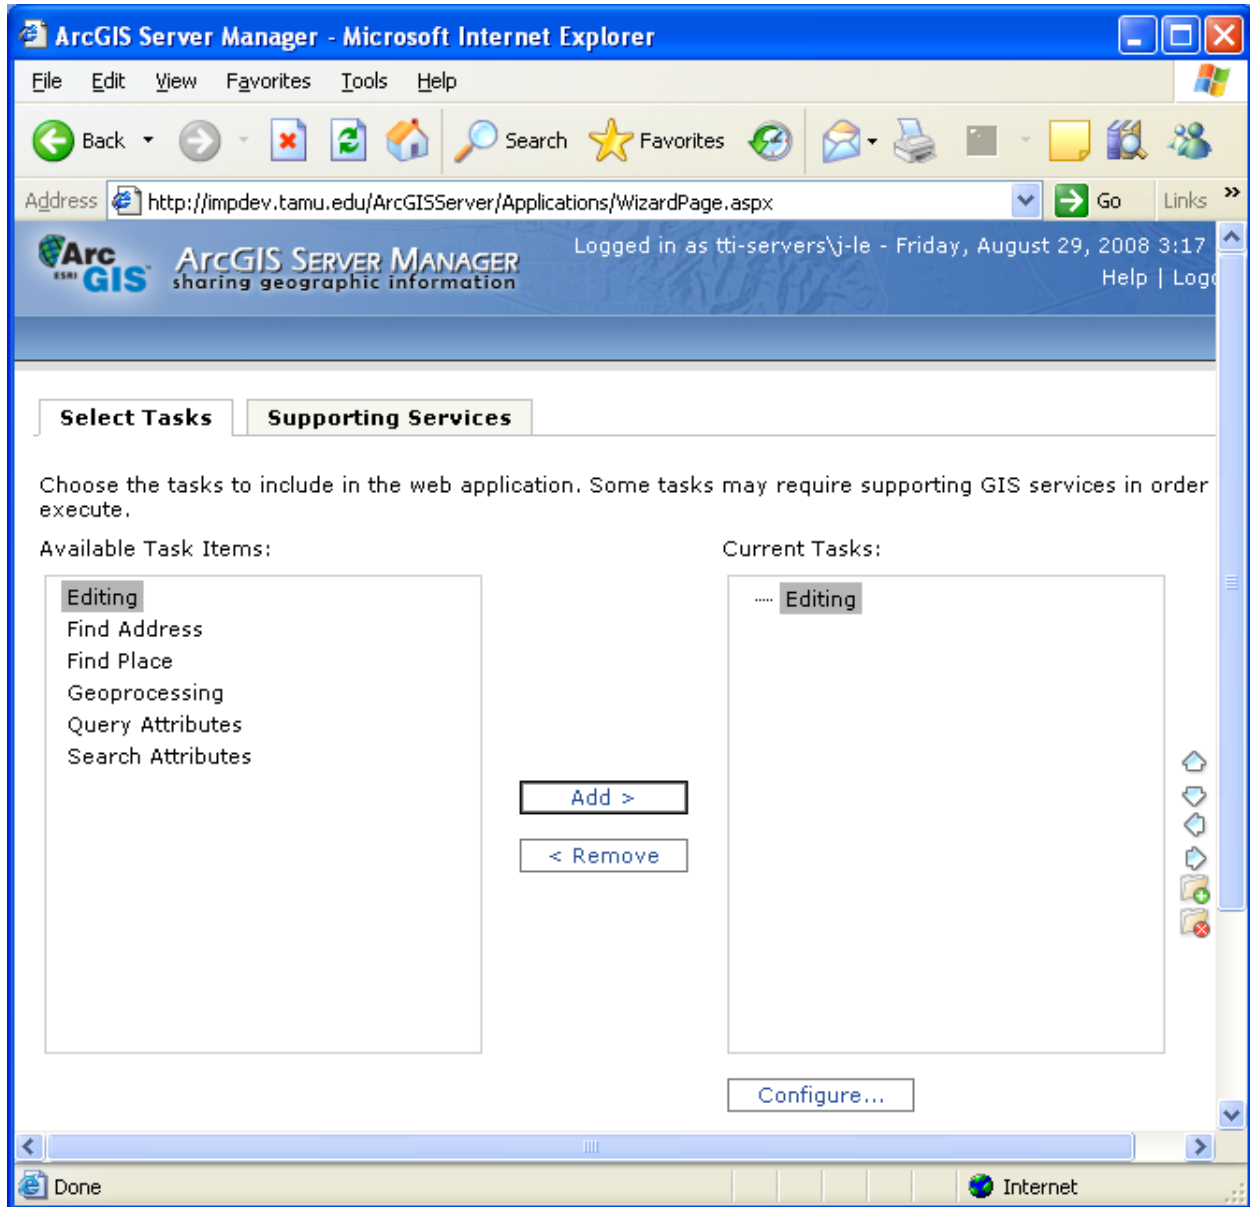 ArcGIS Server Manager - Microsoft Internet Explorer
File Edit View Favorites Tools Help
Back Search Favorites
Address http://impdev.tamu.edu/ArcGISServer/Applications/WizardPage.aspx Go Links »
Arc GIS ESRI
ArcGIS Server Manager
sharing geographic information
Logged in as tti-servers\j-le - Friday, August 29, 2008 3:17
Help | Logo
Select Tasks Supporting Services
Choose the tasks to include in the web application. Some tasks may require supporting GIS services in order
execute.
Available Task Items: Current Tasks:
Editing
Find Address
Find Place
Geoprocessing
Query Attributes
Search Attributes
Add >
< Remove
Editing
Configure...
Done Internet